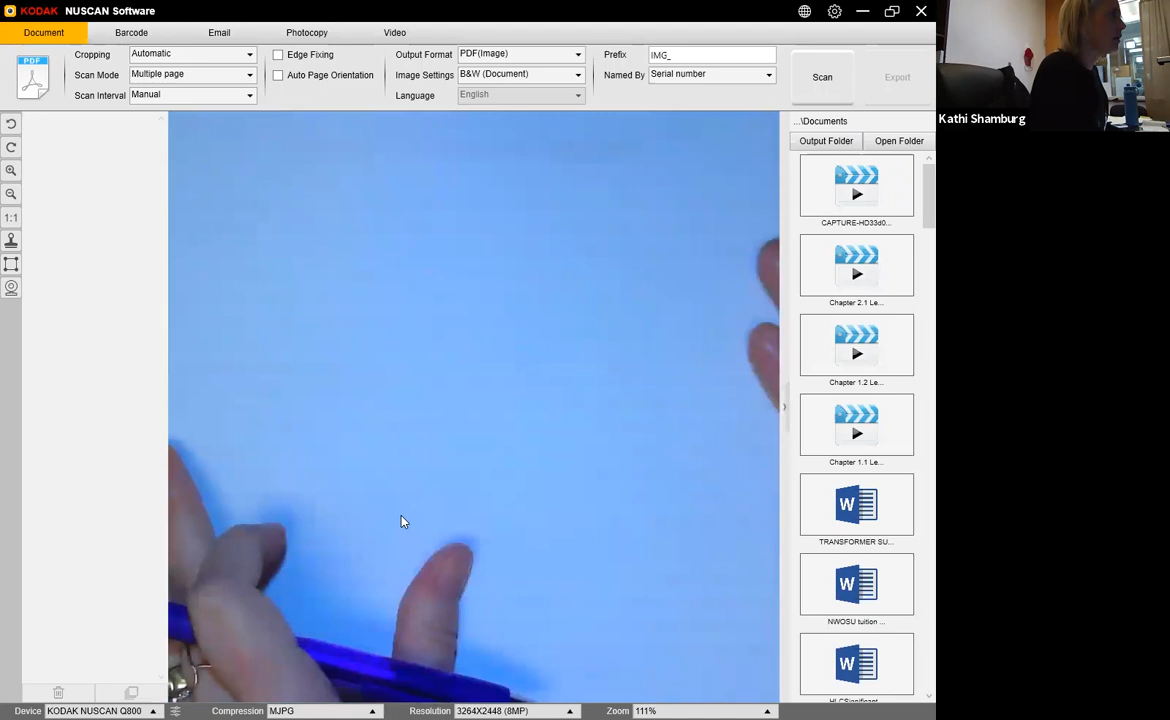 KODAK NUSCAN Software
Document Barcode Email Photocopy Video
Cropping Automatic
Scan Mode Multiple page
Scan Interval Manual
Edge Fixing
Auto Page Orientation
Output Format PDF(Image)
Image Settings B&W (Document)
Language English
Prefix IMG_
Named By Serial number
Scan
Export
PDF
Kathi Shamburg
...\Documents
Output Folder Open Folder
1:1
CAPTURE-HD33d0...
Chapter 2.1 Le...
Chapter 1.2 Le...
Chapter 1.1 Le...
W
TRANSFORMER SU...
W
NWOSU tuition ...
W
Device KODAK NUSCAN Q800 Compression MJPG Resolution 3264X2448 (8MP) Zoom 111%